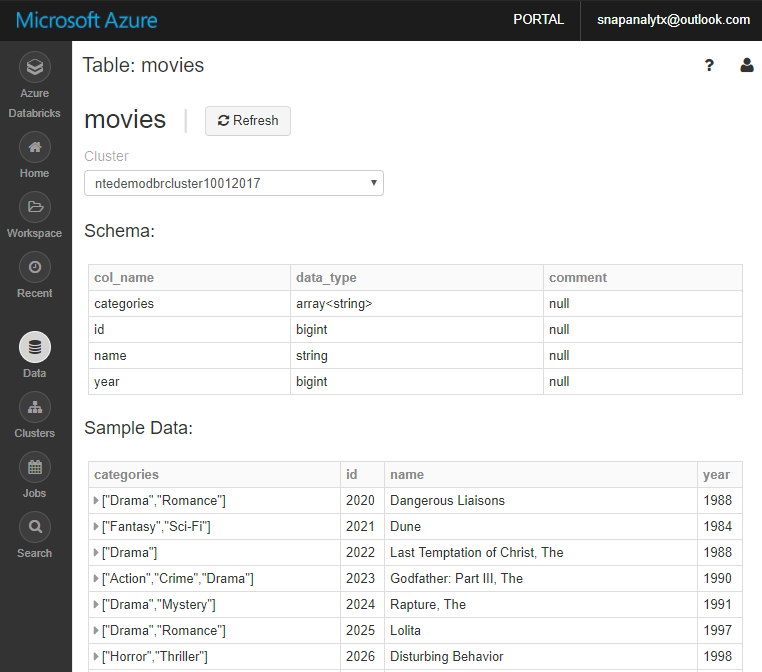 Microsoft Azure PORTAL snapanalytx@outlook.com
Azure Databricks
Home
Workspace
Recent
Data
Clusters
Jobs
Search
Table: movies ?
movies Refresh
Cluster
ntedemodbrcluster10012017
Schema:
col_name data_type comment
categories array<string> null
id bigint null
name string null
year bigint null
Sample Data:
categories id name year
["Drama","Romance"] 2020 Dangerous Liaisons 1988
["Fantasy","Sci-Fi"] 2021 Dune 1984
["Drama"] 2022 Last Temptation of Christ, The 1988
["Action","Crime","Drama"] 2023 Godfather: Part III, The 1990
["Drama","Mystery"] 2024 Rapture, The 1991
["Drama","Romance"] 2025 Lolita 1997
["Horror","Thriller"] 2026 Disturbing Behavior 1998